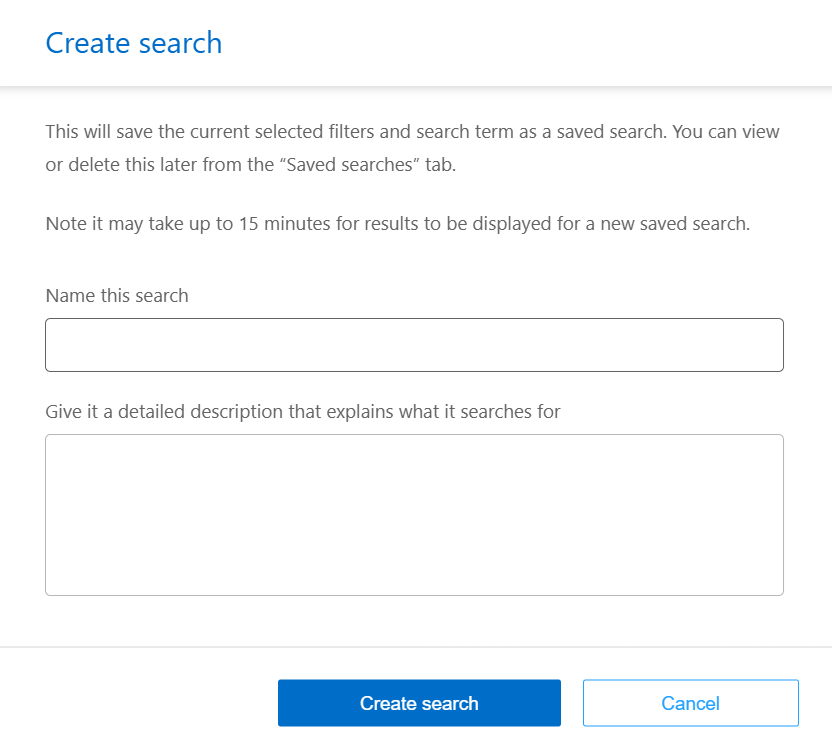 Create search
This will save the current selected filters and search term as a saved search. You can view
or delete this later from the “Saved searches” tab.
Note it may take up to 15 minutes for results to be displayed for a new saved search.
Name this search
Give it a detailed description that explains what it searches for
Create search
Cancel